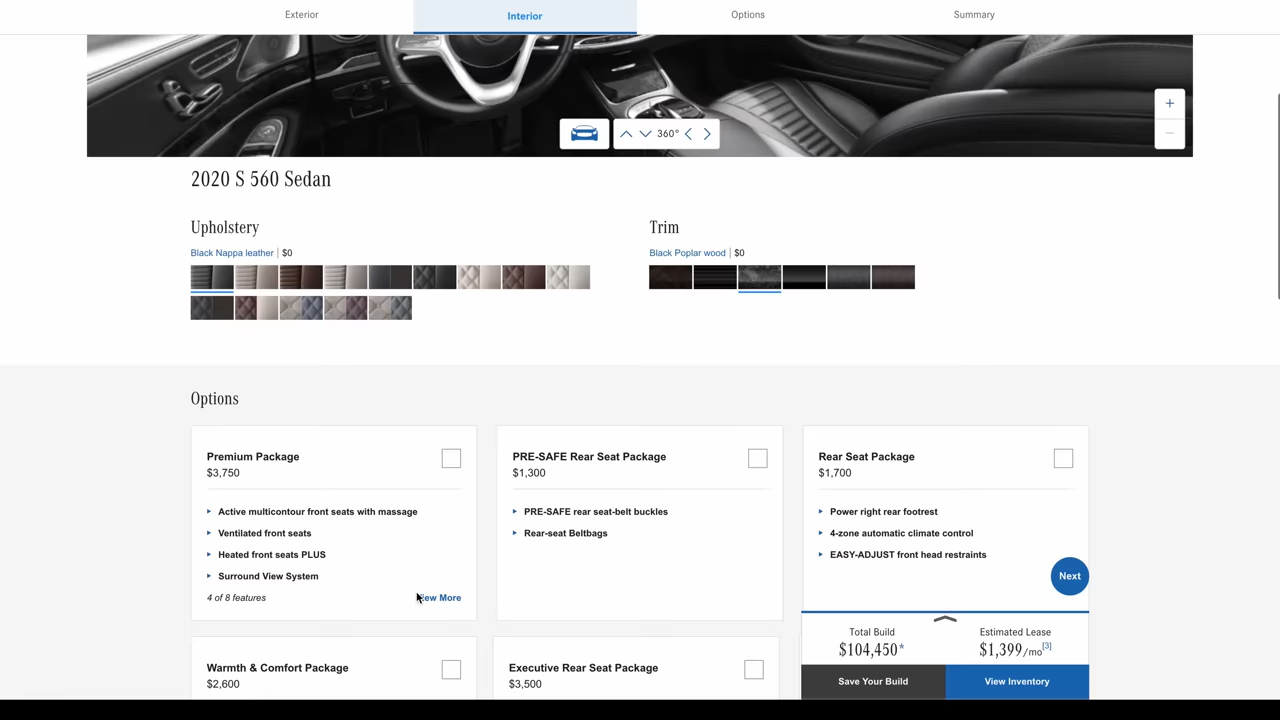 Exterior
Interior
Options
Summary
360°
+
−
2020 S 560 Sedan
Upholstery
Black Nappa leather | $0
Trim
Black Poplar wood | $0
Options
Premium Package
$3,750
Active multicontour front seats with massage
Ventilated front seats
Heated front seats PLUS
Surround View System
4 of 8 features
View More
PRE-SAFE Rear Seat Package
$1,300
PRE-SAFE rear seat-belt buckles
Rear-seat Beltbags
Rear Seat Package
$1,700
Power right rear footrest
4-zone automatic climate control
EASY-ADJUST front head restraints
Next
Warmth & Comfort Package
$2,600
Executive Rear Seat Package
$3,500
Total Build
$104,450*
Estimated Lease
$1,399/mo[3]
Save Your Build
View Inventory